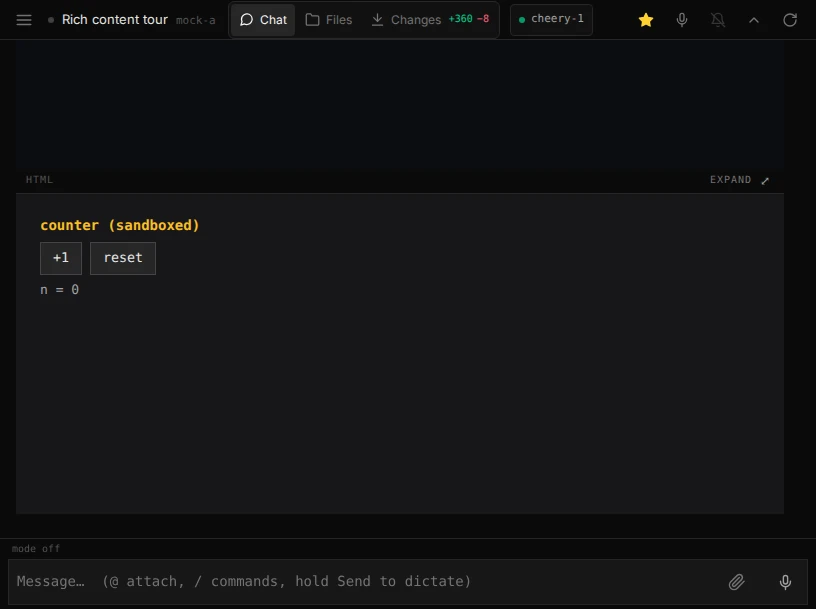 Rich content tour mock-a Chat Files Changes +360 −8 cheery-1
HTML EXPAND
counter (sandboxed)
+1 reset
n = 0
mode off
Message… (@ attach, / commands, hold Send to dictate)